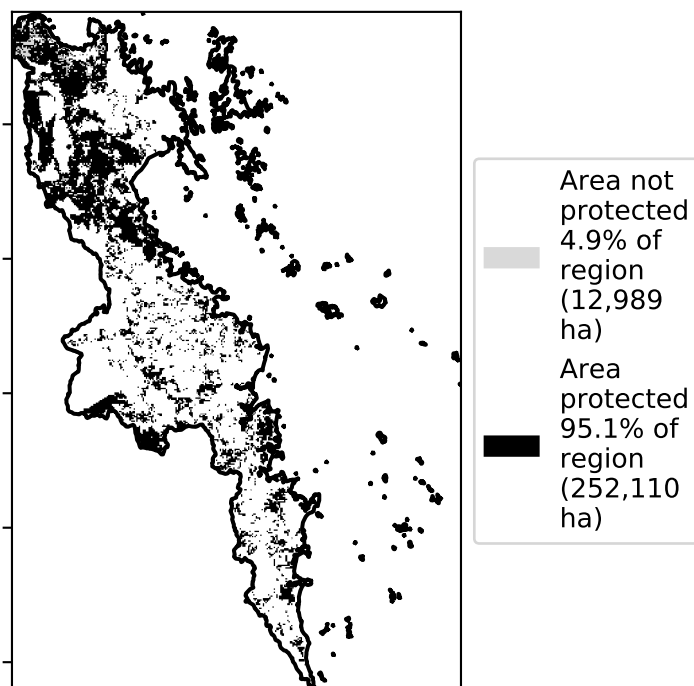 Area not
protected
4.9% of
region
(12,989
ha)
Area
protected
95.1% of
region
(252,110
ha)